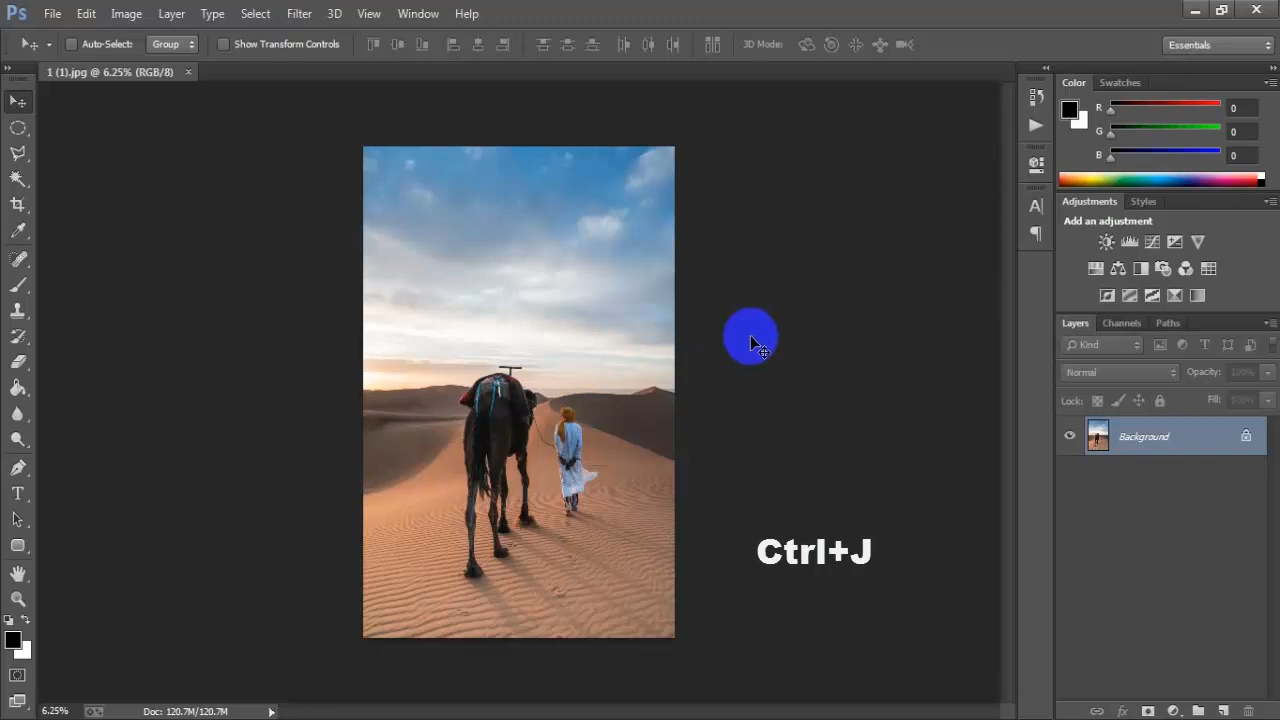 Ps File Edit Image Layer Type Select Filter 3D View Window Help
Auto-Select: Group Show Transform Controls 3D Mode: Essentials
1 (1).jpg @ 6.25% (RGB/8) ×
Color Swatches
R 0
G 0
B 0
Adjustments Styles
Add an adjustment
Layers Channels Paths
Kind
Normal Opacity: 100%
Lock: Fill: 100%
Background
Ctrl+J
6.25% Doc: 120.7M/120.7M